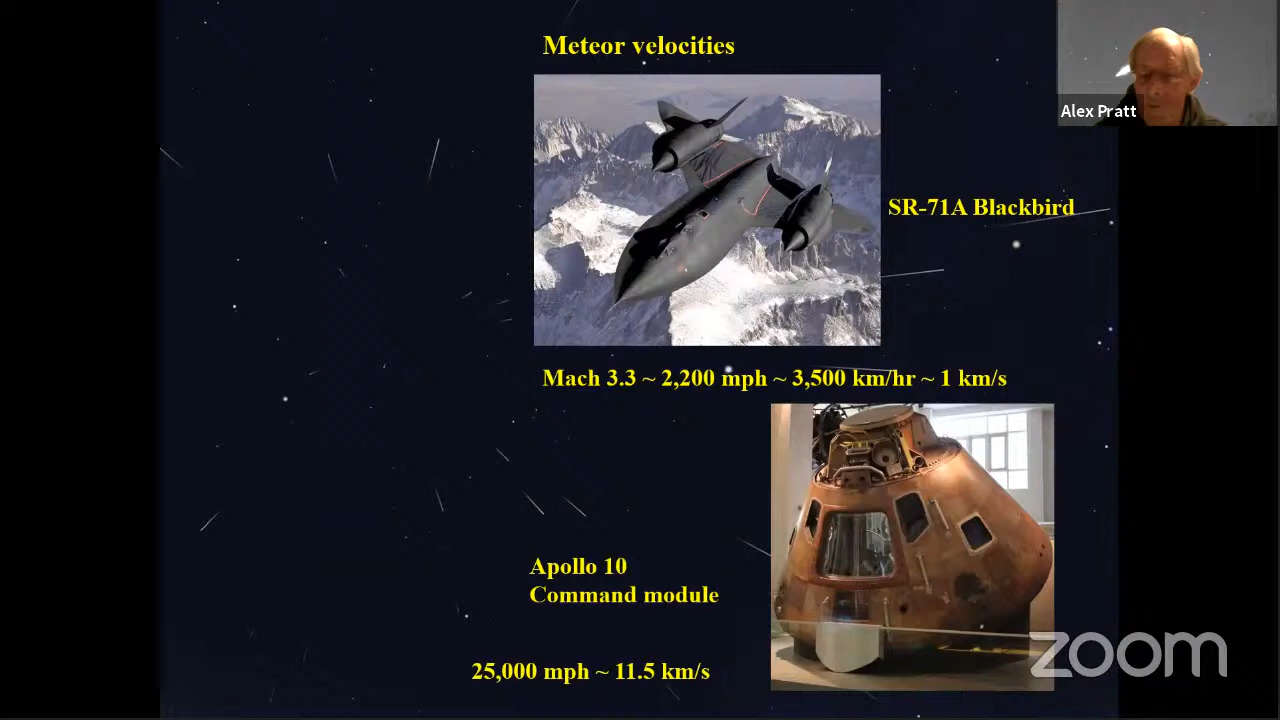 Meteor velocities
Alex Pratt
SR-71A Blackbird
Mach 3.3 ~ 2,200 mph ~ 3,500 km/hr ~ 1 km/s
Apollo 10
Command module
25,000 mph ~ 11.5 km/s
zoom